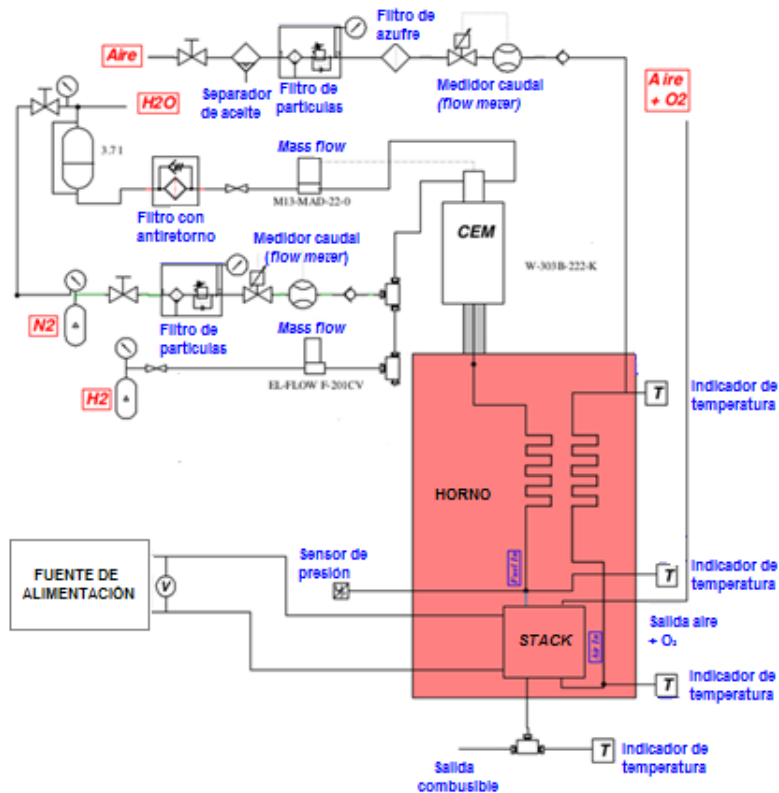 Filtro de
azufre
Aire
Separador
de aceite
Filtro de
partículas
Medidor caudal
(flow meter)
Aire
+ O2
H2O
3.7 l
Mass flow
M13-MAD-22-0
Filtro con
antiretorno
CEM
W-303B-222-K
Medidor caudal
(flow meter)
N2
Filtro de
partículas
Mass flow
H2
EL-FLOW F-201CV
T
Indicador de
temperatura
HORNO
Fuel In
FUENTE DE
ALIMENTACIÓN
V
Sensor de
presión
T
Indicador de
temperatura
STACK
Air In
Salida aire
+ O₂
T
Indicador de
temperatura
Salida
combustible
T
Indicador de
temperatura